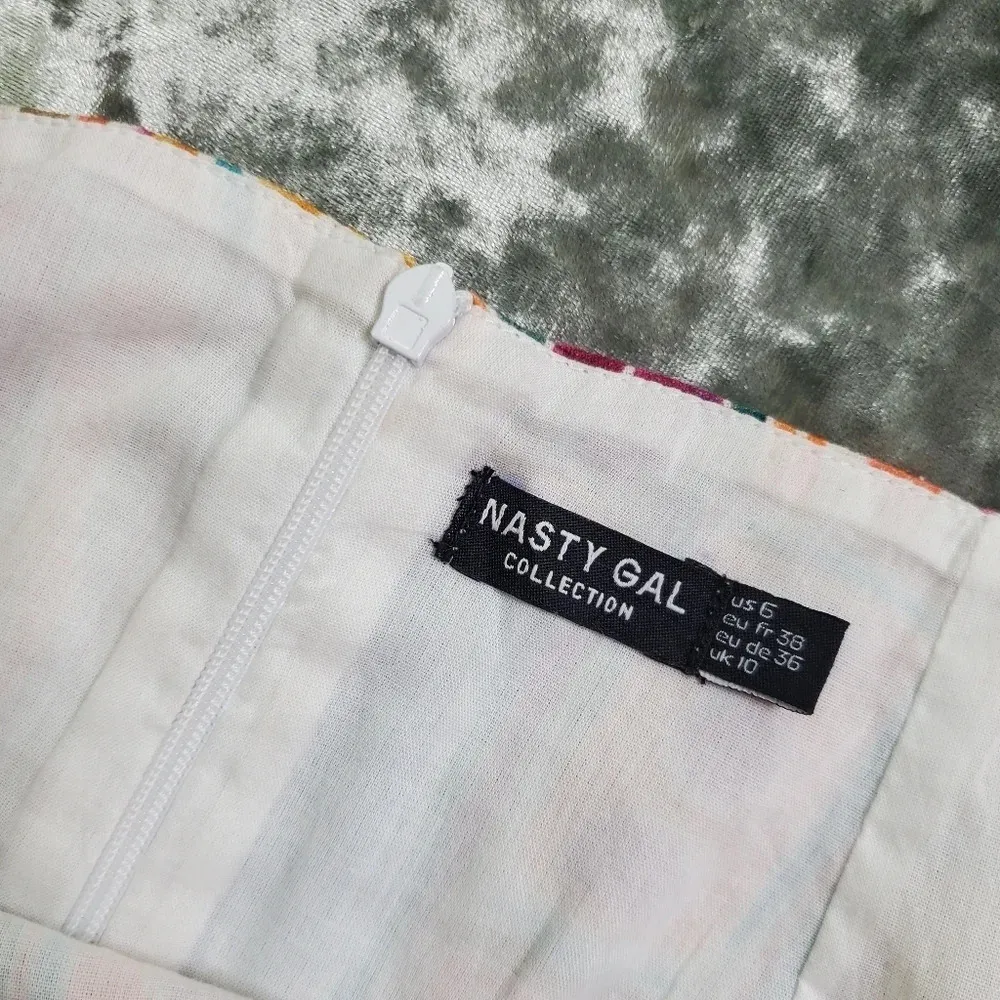 NASTY GAL
COLLECTION
us 6
eu fr 38
eu de 36
uk 10